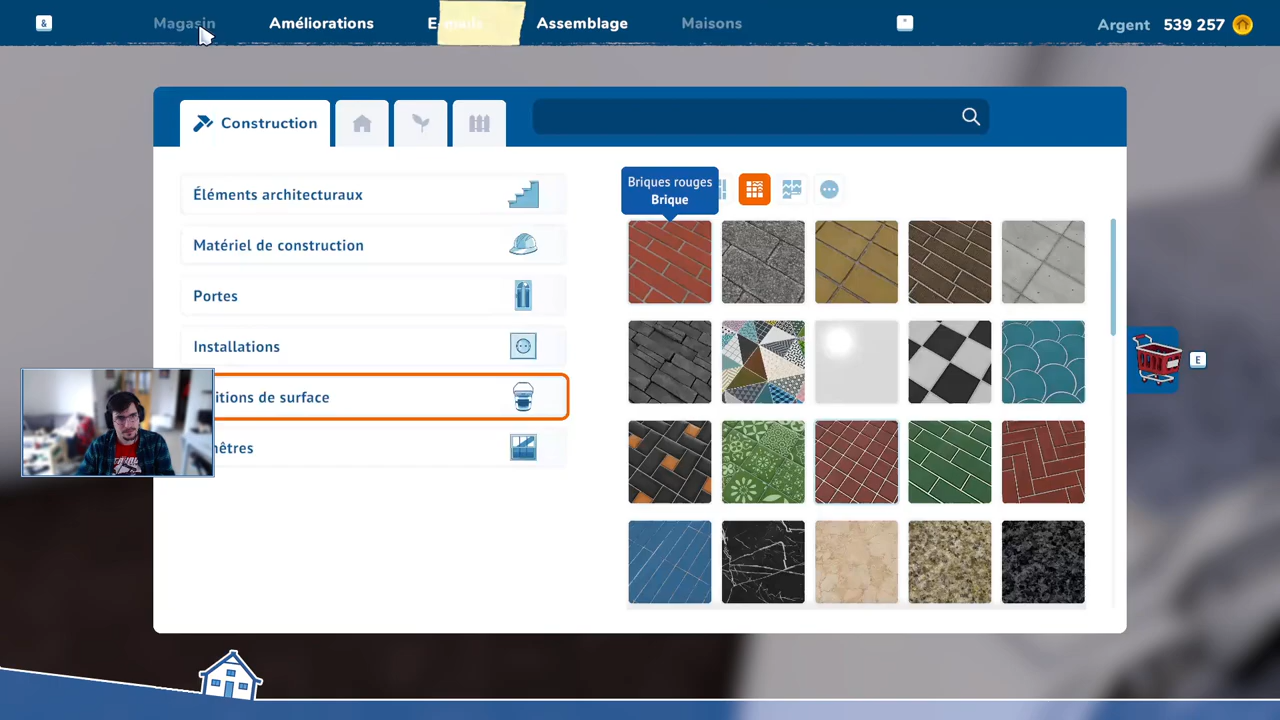 &
Magasin
Améliorations
Assemblage
Maisons
Argent 539 257
Construction
Éléments architecturaux
Matériel de construction
Portes
Installations
itions de surface
êtres
Briques rouges
Brique
E